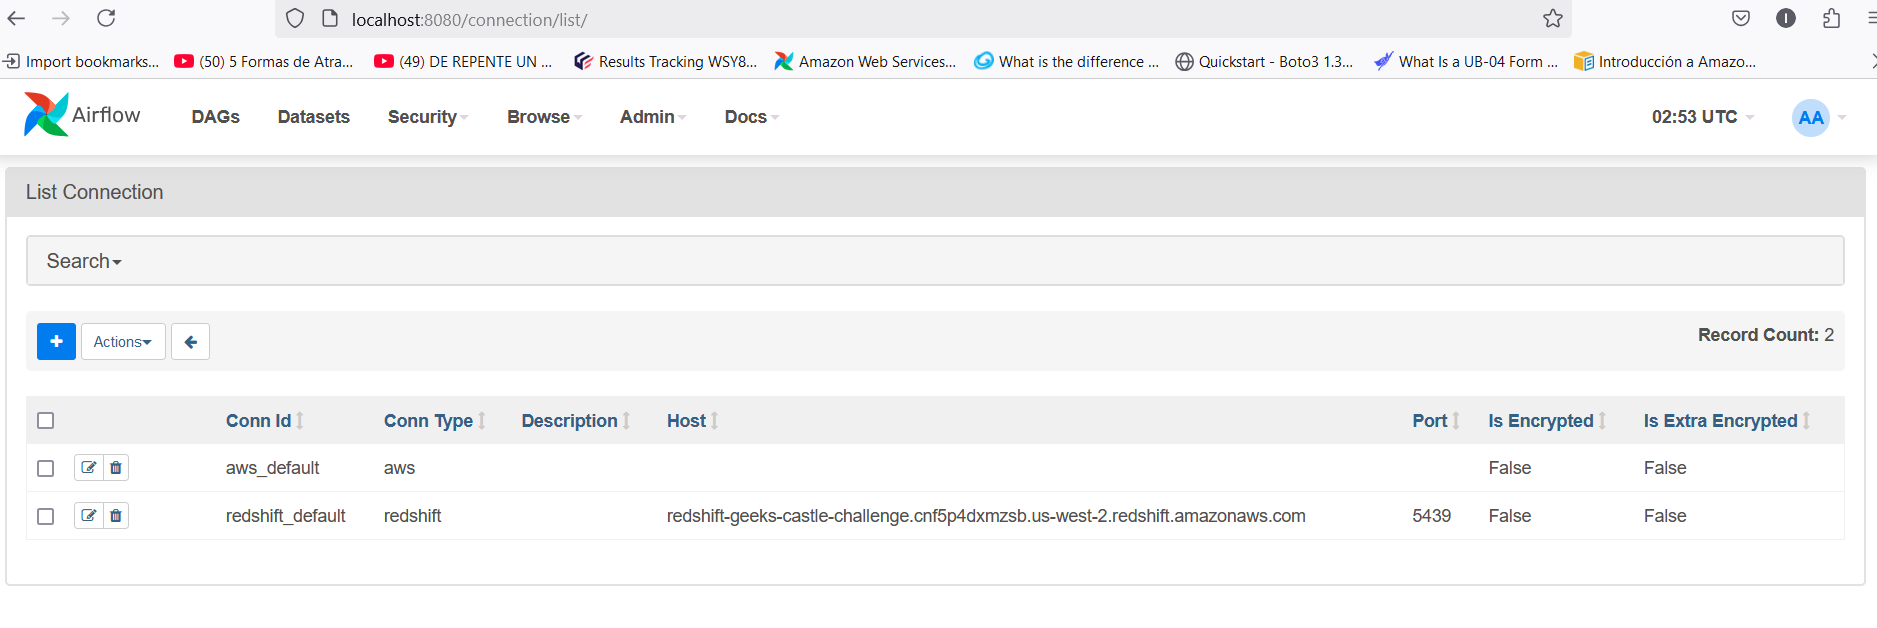 localhost:8080/connection/list/
Import bookmarks... (50) 5 Formas de Atra... (49) DE REPENTE UN ... Results Tracking WSY8... Amazon Web Services... What is the difference ... Quickstart - Boto3 1.3... What Is a UB-04 Form ... Introducción a Amazo...
Airflow DAGs Datasets Security Browse Admin Docs 02:53 UTC AA
List Connection
Search
Actions Record Count: 2
Conn Id Conn Type Description Host Port Is Encrypted Is Extra Encrypted
aws_default aws False False
redshift_default redshift redshift-geeks-castle-challenge.cnf5p4dxmzsb.us-west-2.redshift.amazonaws.com 5439 False False